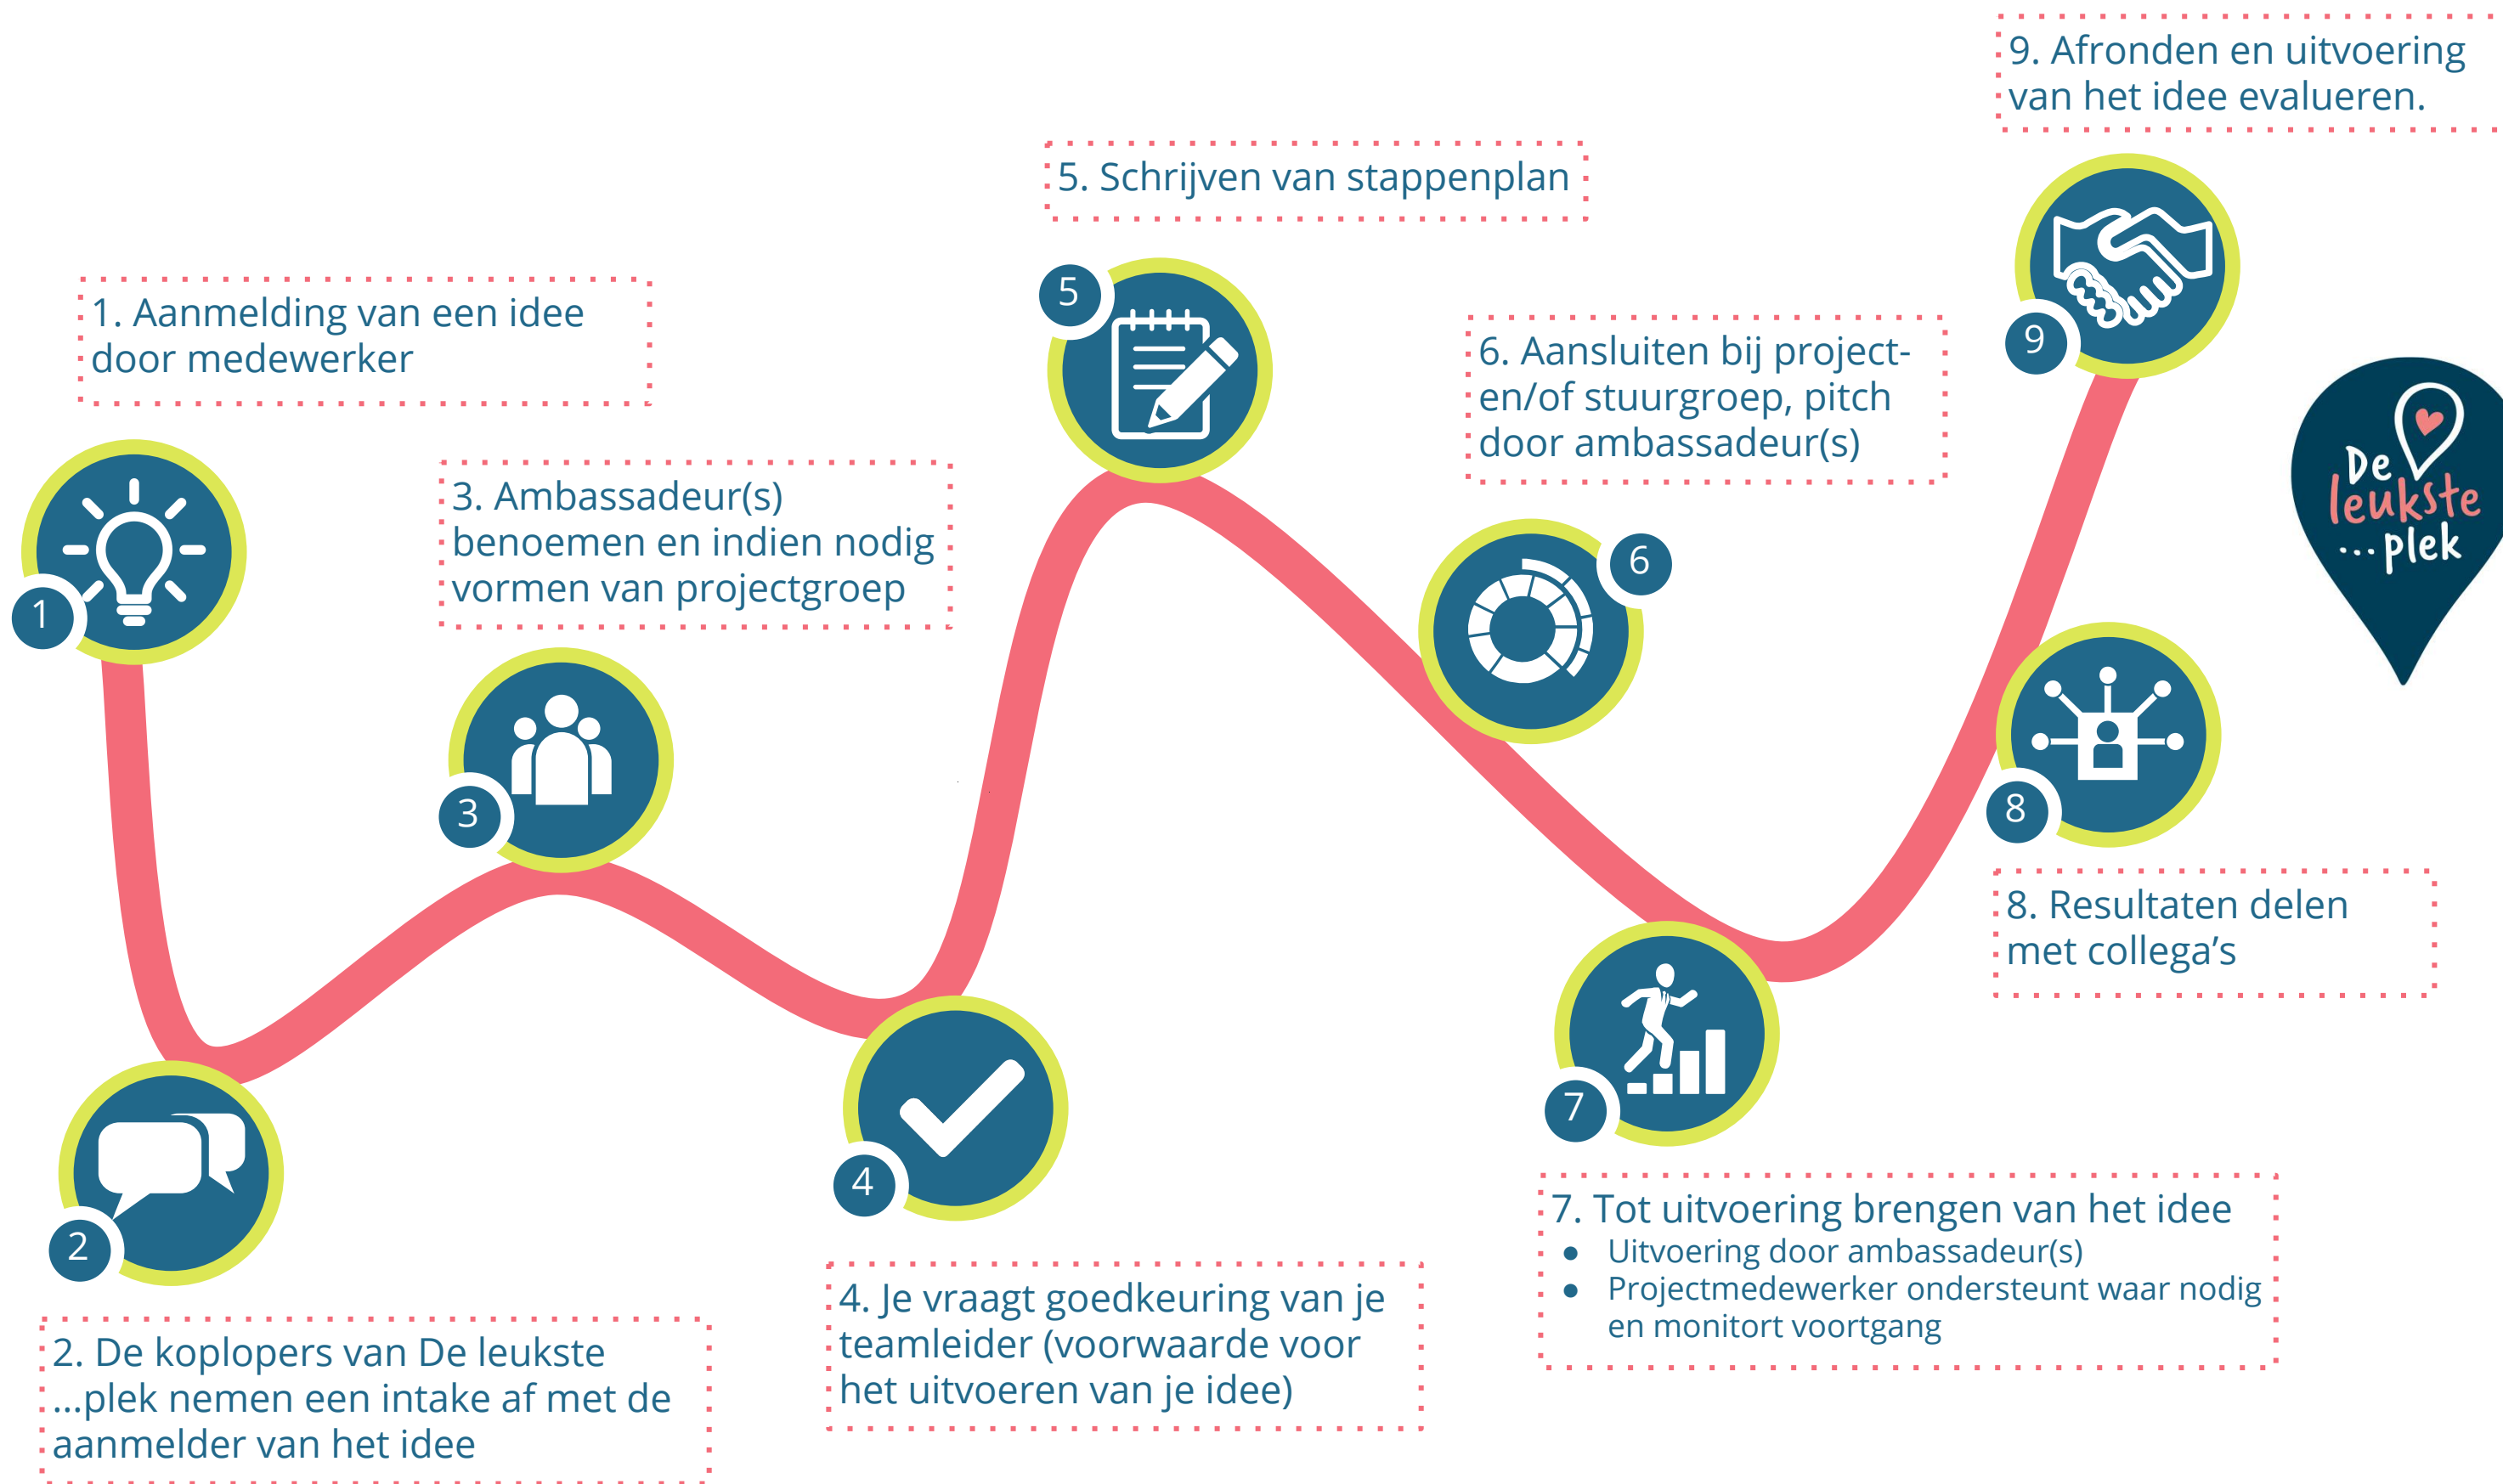 1. Aanmelding van een idee
door medewerker
1
2
2. De koplopers van De leukste
...plek nemen een intake af met de
aanmelder van het idee
3. Ambassadeur(s)
benoemen en indien nodig
vormen van projectgroep
3
4
4. Je vraagt goedkeuring van je
teamleider (voorwaarde voor
het uitvoeren van je idee)
5. Schrijven van stappenplan
5
6. Aansluiten bij project-
en/of stuurgroep, pitch
door ambassadeur(s)
6
7
7. Tot uitvoering brengen van het idee
● Uitvoering door ambassadeur(s)
● Projectmedewerker ondersteunt waar nodig
en monitort voortgang
8
8. Resultaten delen
met collega’s
9. Afronden en uitvoering
van het idee evalueren.
9
De
leukste
...plek